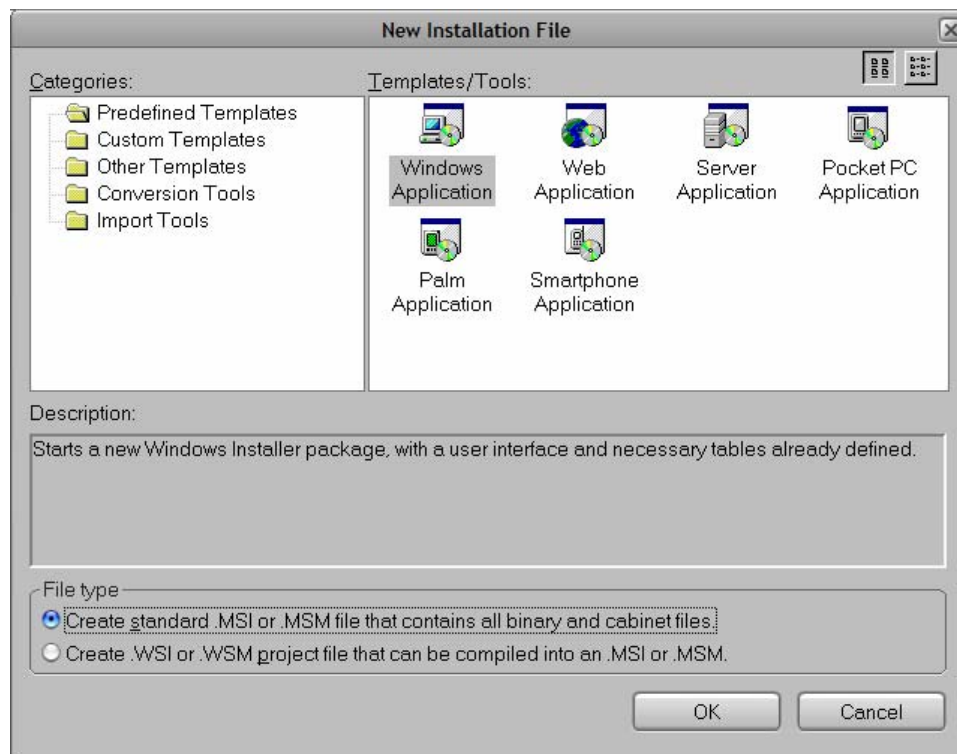 New Installation File
Categories:
Templates/Tools:
Predefined Templates
Custom Templates
Other Templates
Conversion Tools
Import Tools
Windows
Application
Web
Application
Server
Application
Pocket PC
Application
Palm
Application
Smartphone
Application
Description:
Starts a new Windows Installer package, with a user interface and necessary tables already defined.
File type
Create standard .MSI or .MSM file that contains all binary and cabinet files.
Create .WSI or .WSM project file that can be compiled into an .MSI or .MSM.
OK
Cancel